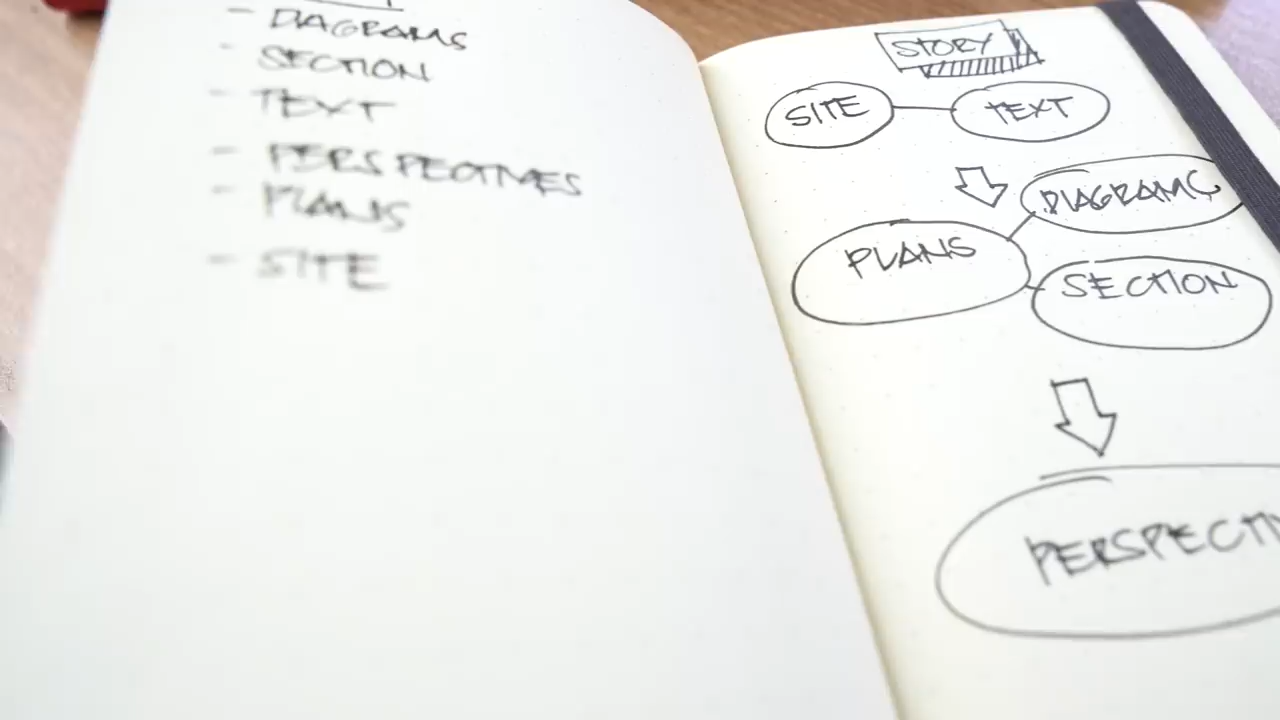 - DIAGRAMS
- SECTION
- TEXT
- PERSPECTIVES
- PLANS
- SITE
STORY
SITE TEXT
DIAGRAMS
PLANS
SECTION
PERSPECTI